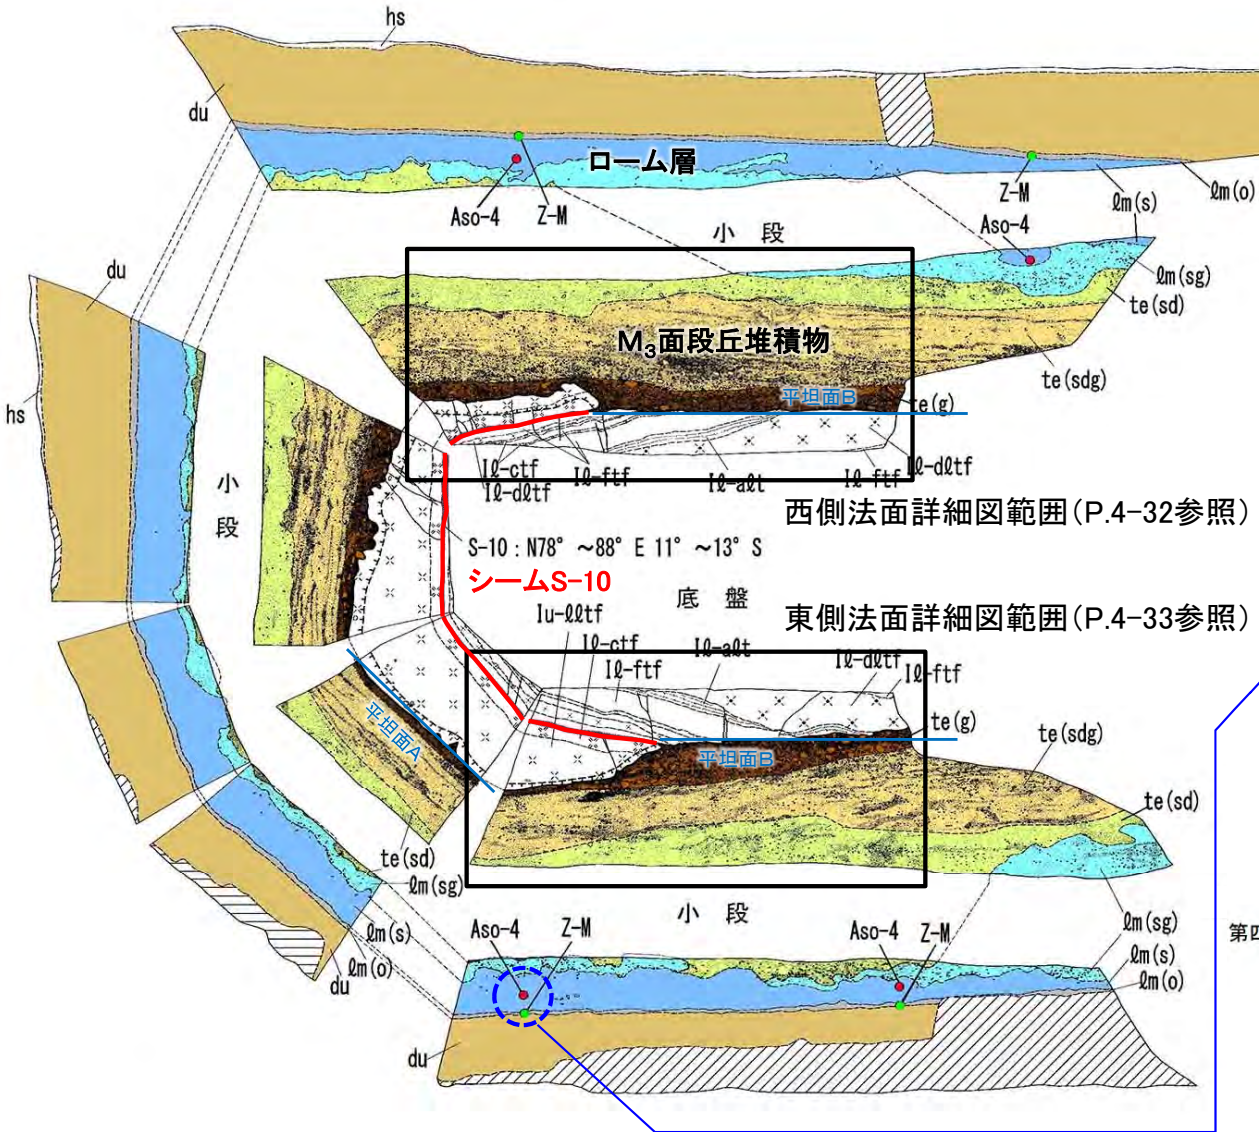 hs
du
ローム層
Aso-4
Z-M
Z-M
lm(o)
lm(s)
小 段
Aso-4
lm(sg)
te(sd)
du
M₃面段丘堆積物
te(sdg)
平坦面B
te(g)
hs
Il-ctf
Il-dltf
Il-ftf
Il-alt
Il-ftf
Il-dltf
小段
西側法面詳細図範囲(P.4-32参照)
S-10 : N78° ～88° E 11° ～13° S
シームS-10
底 盤
東側法面詳細図範囲(P.4-33参照)
Iu-lltf
Il-ctf
Il-ftf
Il-alt
Il-dltf
Il-ftf
te(g)
平坦面A
平坦面B
te(sdg)
te(sd)
te(sd)
lm(sg)
小 段
lm(s)
lm(o)
du
Aso-4
Z-M
Aso-4
Z-M
lm(sg)
lm(s)
lm(o)
第四
du